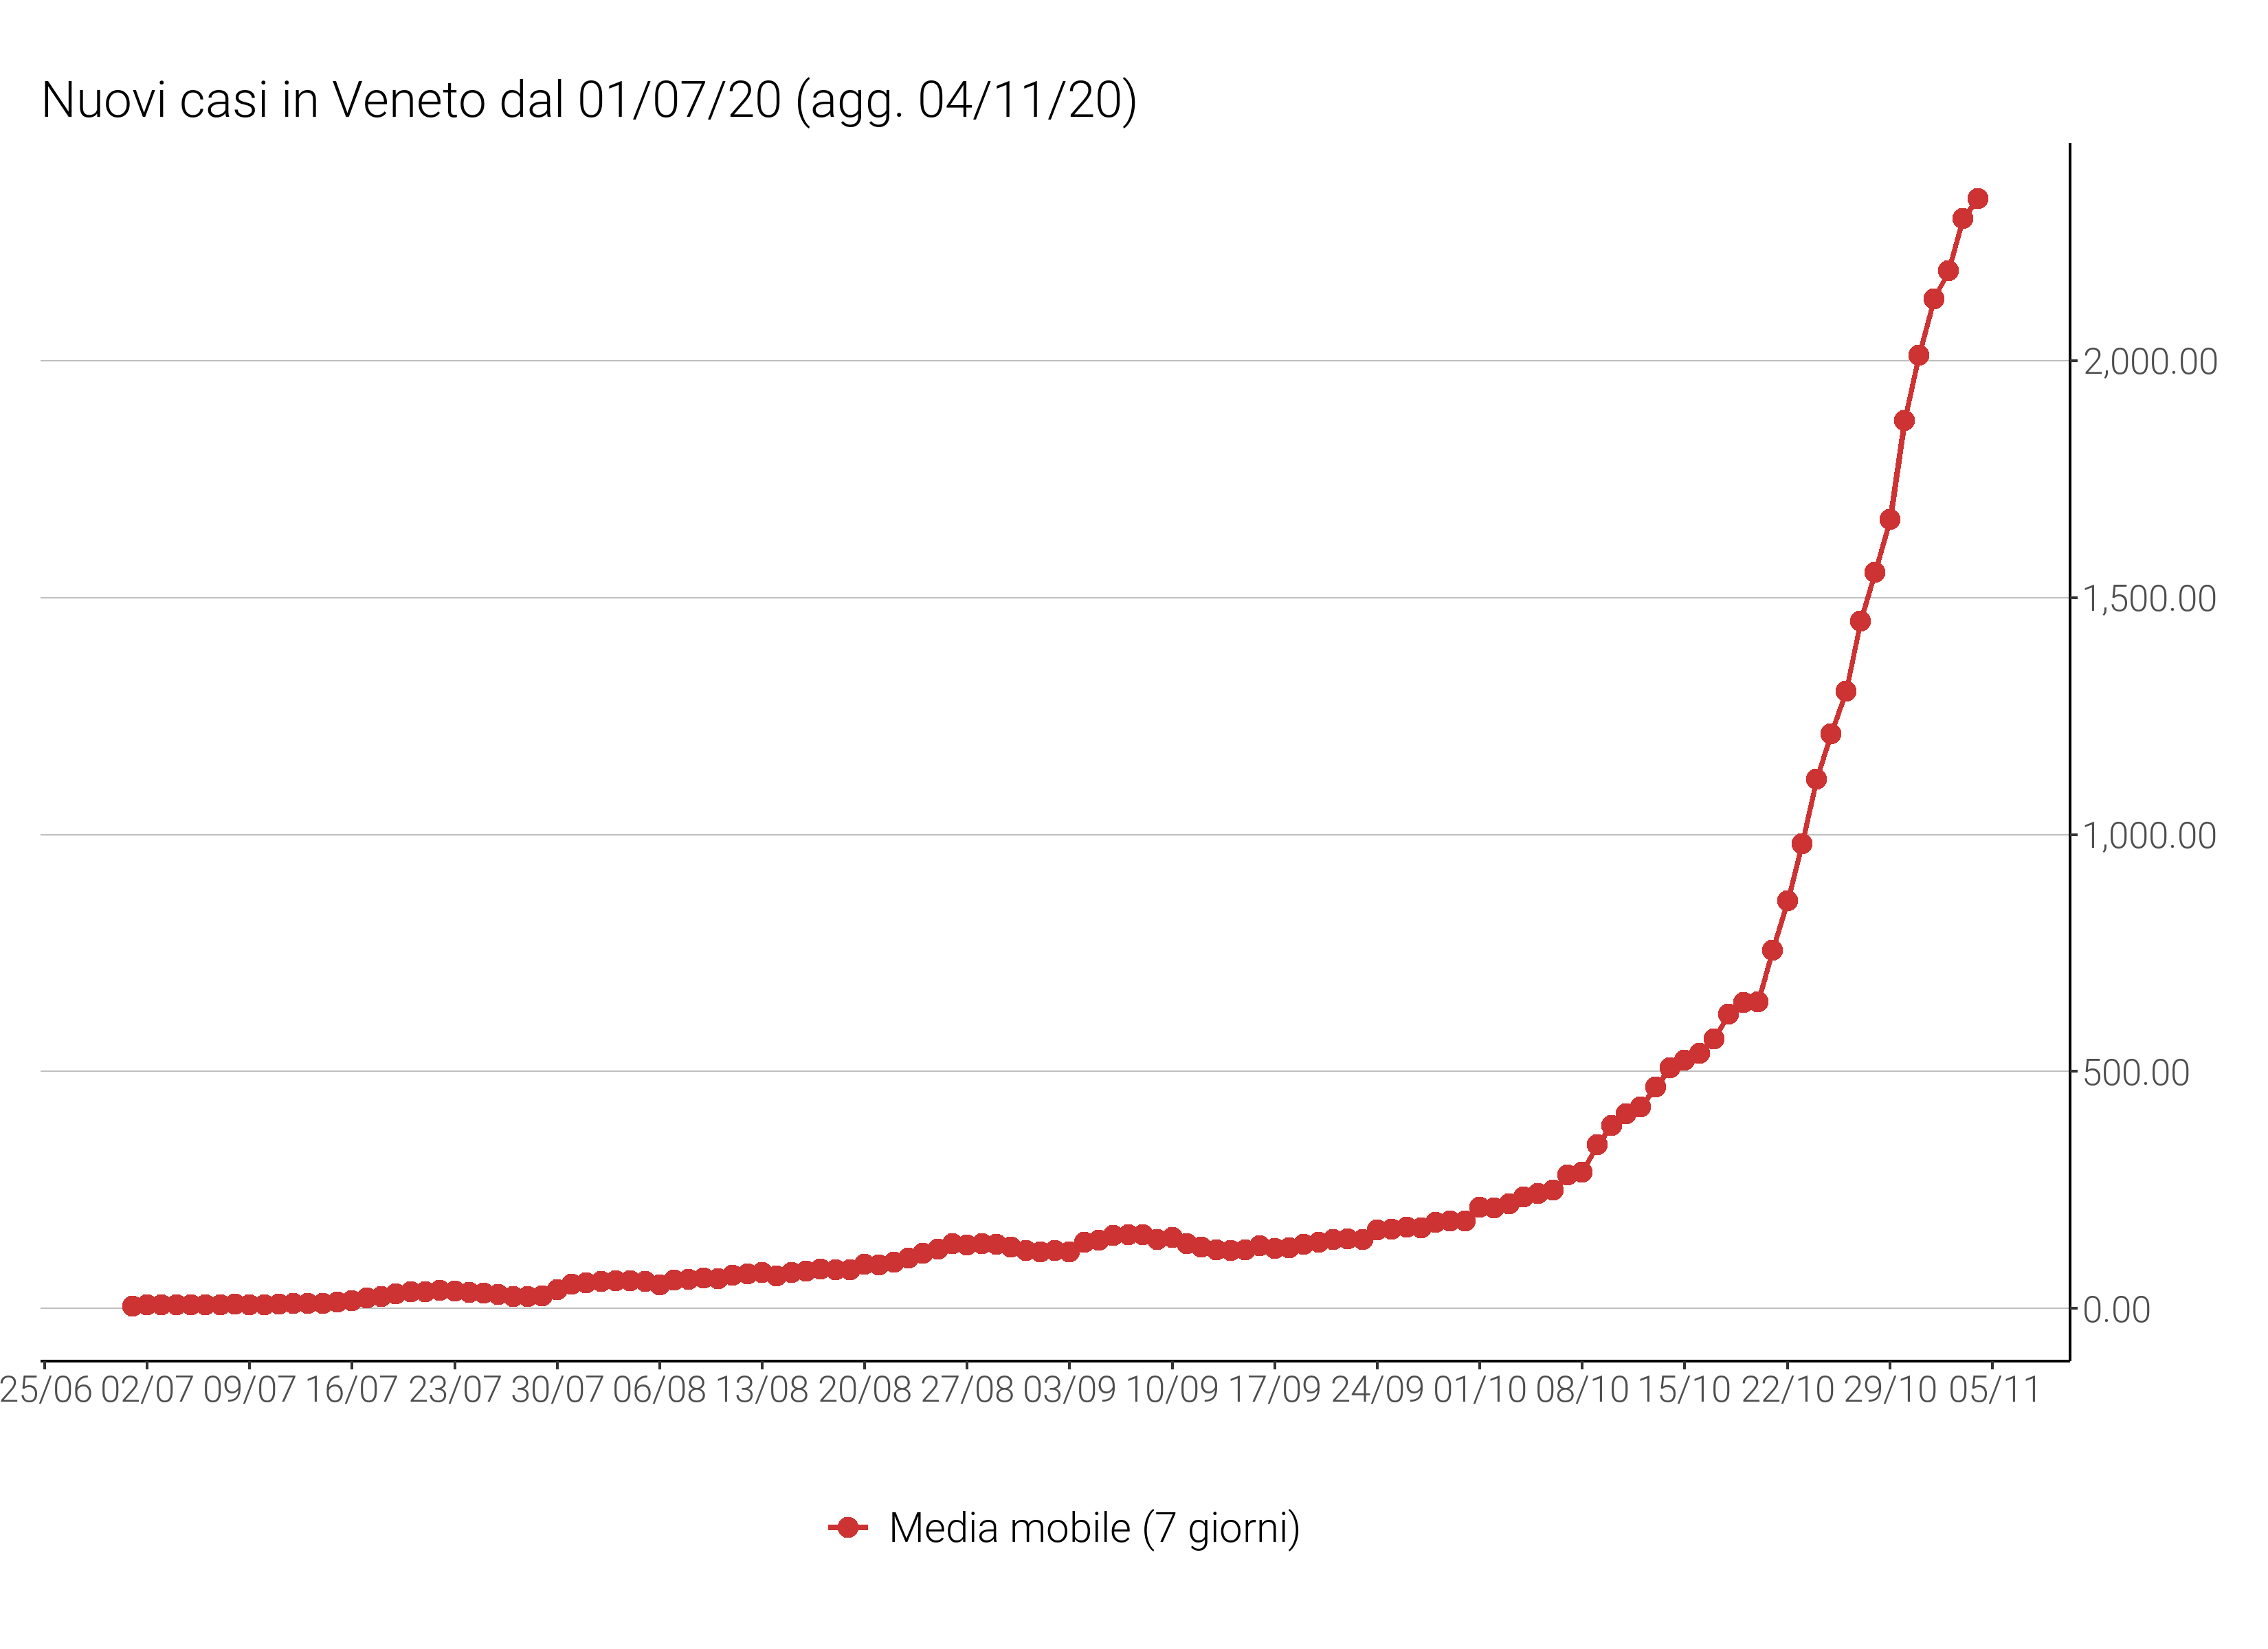 Nuovi casi in Veneto dal 01/07/20 (agg. 04/11/20)
2,000.00
1,500.00
1,000.00
500.00
0.00
25/06 02/07 09/07 16/07 23/07 30/07 06/08 13/08 20/08 27/08 03/09 10/09 17/09 24/09 01/10 08/10 15/10 22/10 29/10 05/11
Media mobile (7 giorni)